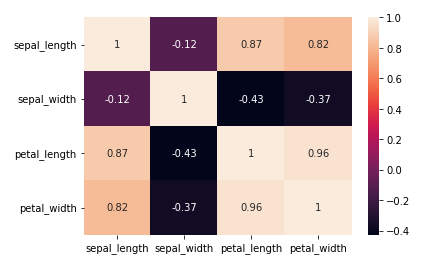 1.0
sepal_length 1 -0.12 0.87 0.82
0.8
0.6
sepal_width -0.12 1 -0.43 -0.37
0.4
0.2
petal_length 0.87 -0.43 1 0.96
0.0
-0.2
petal_width 0.82 -0.37 0.96 1
-0.4
sepal_length sepal_width petal_length petal_width